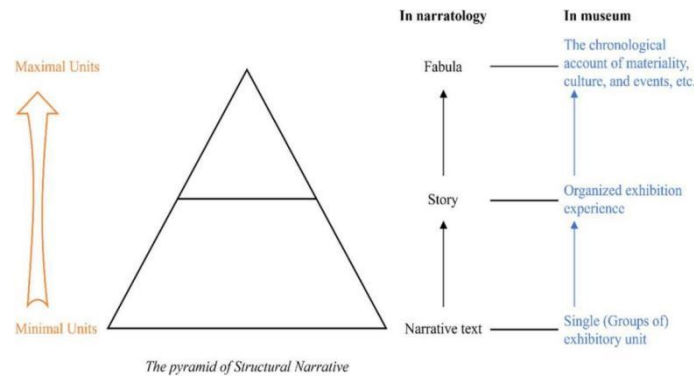 In narratology
In museum
Maximal Units
Fabula
The chronological
account of materiality,
culture, and events, etc.
Story
Organized exhibition
experience
Minimal Units
Narrative text
Single (Groups of)
exhibitory unit
The pyramid of Structural Narrative